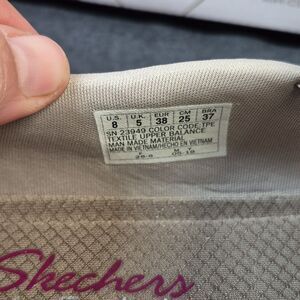 U.S. U.K. EUR CM BRA
8 5 38 25 37
SN 23949 COLOR CODE: TPE
TEXTILE UPPER BALANCE
MAN MADE MATERIAL
MADE IN VIETNAM/HECHO EN VIETNAM
Skechers